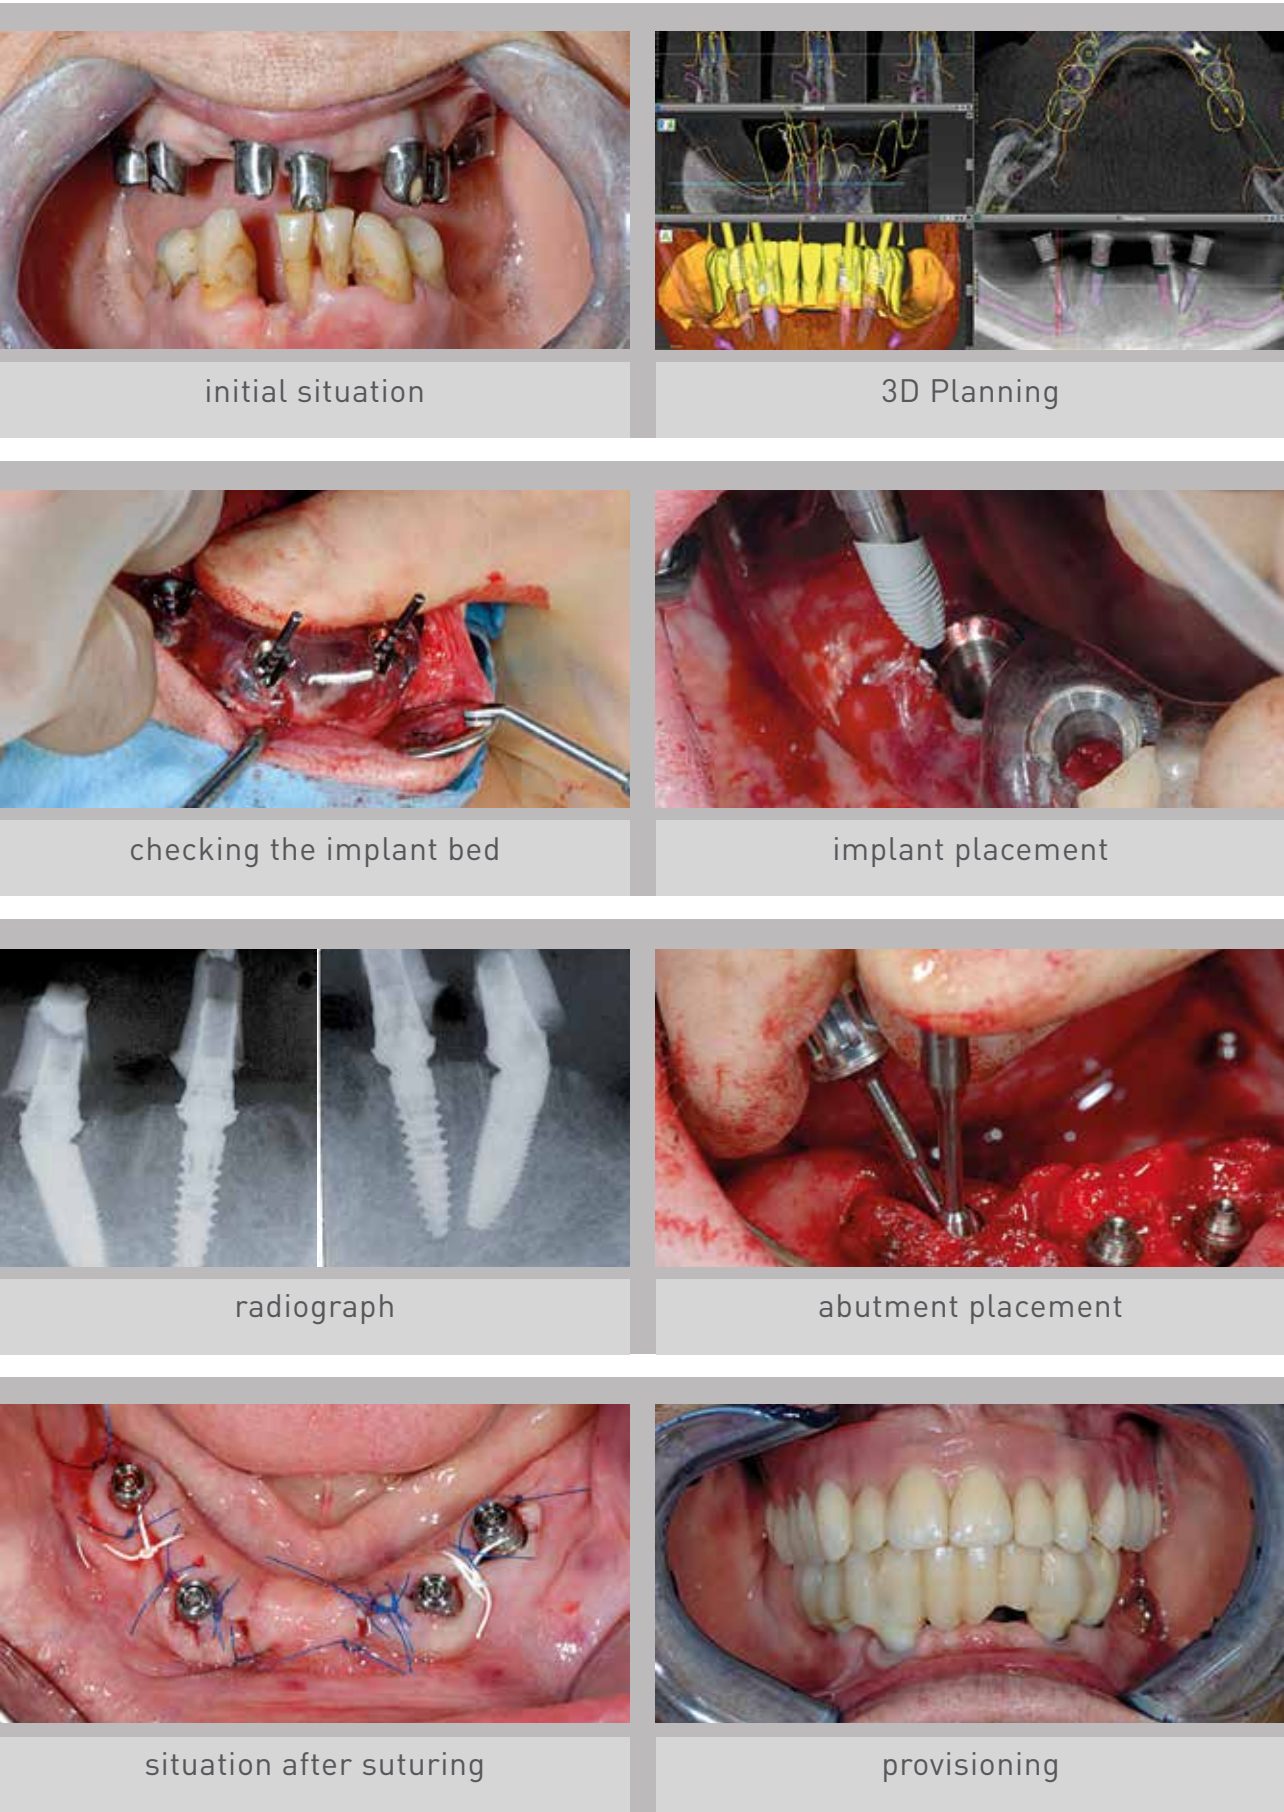 initial situation
3D Planning
checking the implant bed
implant placement
radiograph
abutment placement
situation after suturing
provisioning